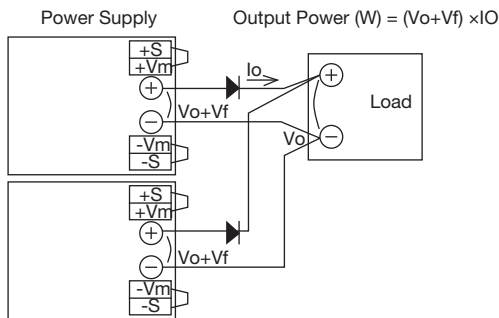 Power Supply
Output Power (W) = (Vo+Vf) ×IO
+S
+Vm
+
Io
+
Load
−
Vo+Vf
Vo
−
-Vm
-S
+S
+Vm
+
Vo+Vf
−
-Vm
-S